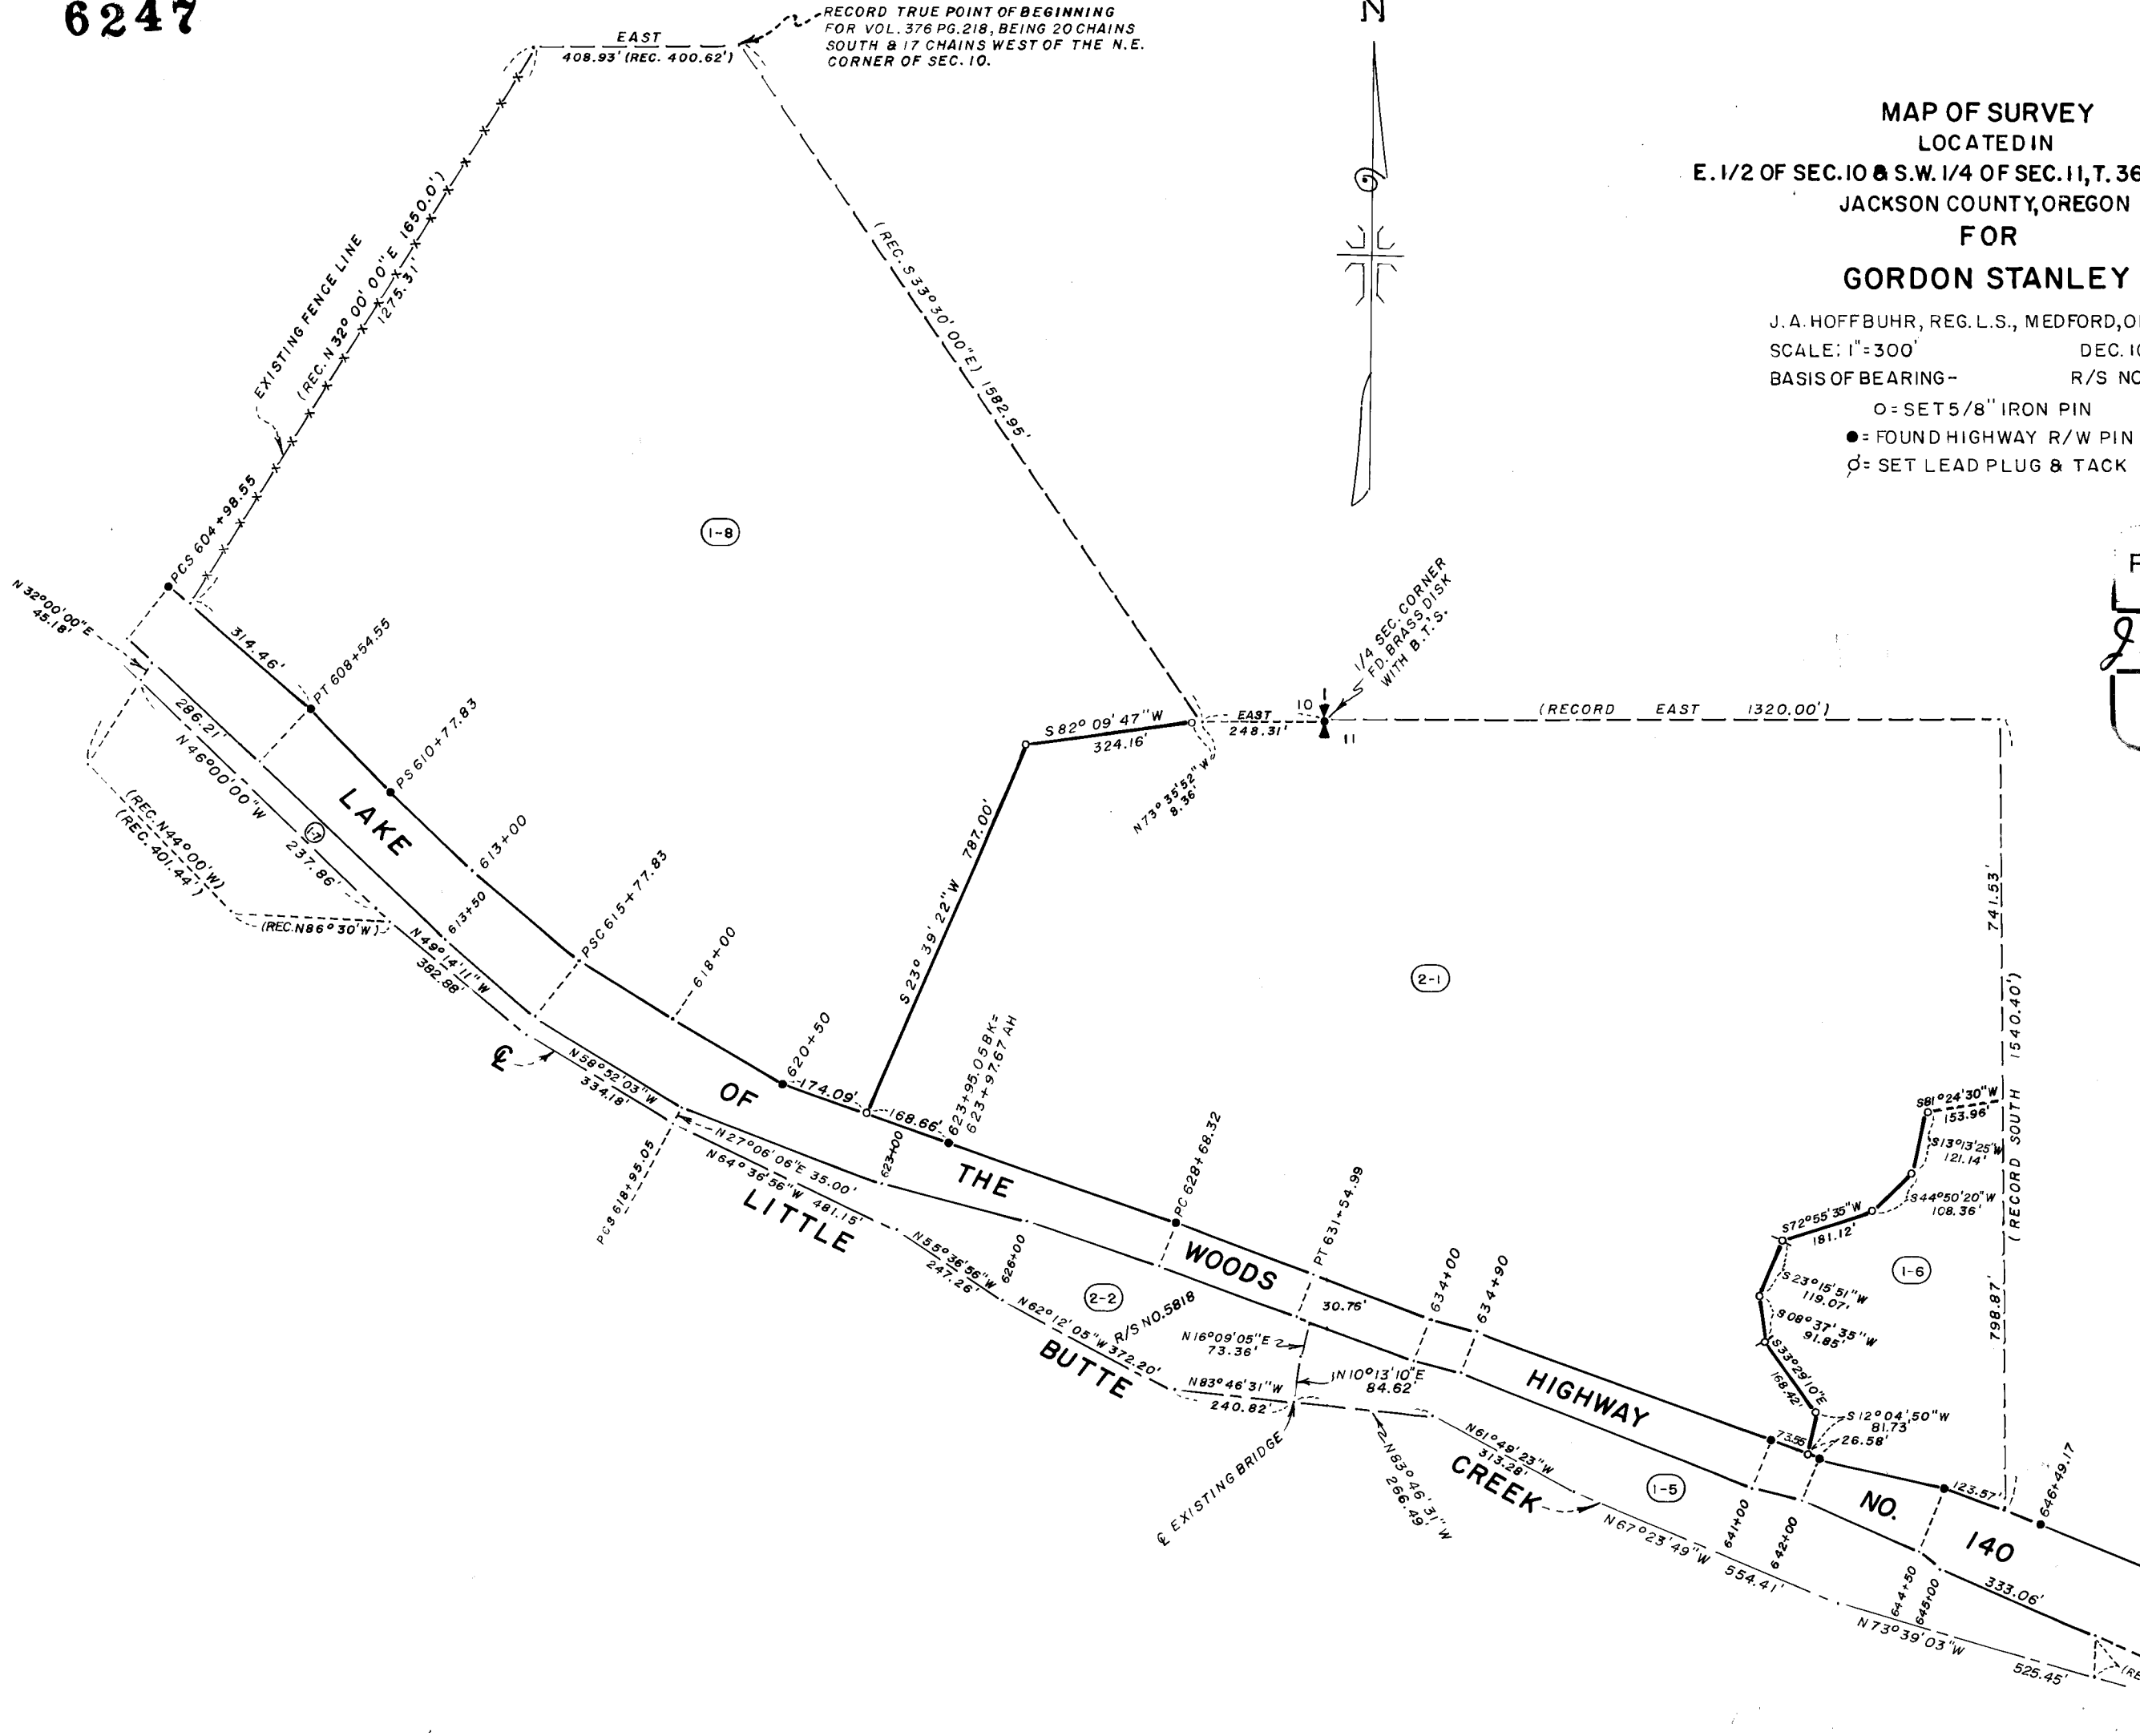 6247
RECORD TRUE POINT OF BEGINNING
FOR VOL. 376 PG. 218, BEING 20 CHAINS
SOUTH & 17 CHAINS WEST OF THE N.E.
CORNER OF SEC. 10.
EAST
408.93' (REC. 400.62')
N
MAP OF SURVEY
LOCATED IN
E. 1/2 OF SEC. 10 & S.W. 1/4 OF SEC. 11, T. 36
JACKSON COUNTY, OREGON
FOR
GORDON STANLEY
J. A. HOFFBUHR, REG. L.S., MEDFORD, O
SCALE: 1"=300'
DEC. 1
BASIS OF BEARING-
R/S NO
O = SET 5/8" IRON PIN
● = FOUND HIGHWAY R/W PIN
Ø = SET LEAD PLUG & TACK
EXISTING FENCE LINE
(REC. N 32° 00' 00" E 1650.0')
1275.31'
(REC. S 33° 30' 00" E) 1582.95'
1-8
PCS 604+98.55
N 32° 00' 00" E
45.18'
314.46'
PT 608+54.55
PS 610+77.83
286.21'
N 46° 00' 00" W
237.86'
1-7
(REC. N 44° 00' W)
(REC. 401.44')
(REC. N 86° 30' W)
LAKE
613+00
613+50
N 49° 14' 11" W
382.88'
PSC 615+77.83
618+00
620+50
1/4 SEC. CORNER
FD. BRASS DISK
WITH B.T.'S.
10
11
S 82° 09' 47" W
324.16'
EAST
248.31'
N 73° 35' 52" W
8.36'
(RECORD EAST 1320.00')
S 23° 39' 22" W 787.00'
2-1
741.53'
(RECORD SOUTH 1540.40')
798.87'
℄
N 58° 52' 03" W
334.18'
OF
174.09'
168.66'
623+95.05 BK=
623+97.67 AH
623+00
N 27° 06' 06" E 35.00'
N 64° 36' 56" W 481.15'
PCS 618+95.05
LITTLE
THE
PC 628+68.32
PT 631+54.99
N 55° 36' 56" W
247.26'
626+00
2-2
N 62° 12' 05" W 372.20'
R/S NO. 5818
BUTTE
WOODS
30.76'
634+00
634+90
N 16° 09' 05" E
73.36'
N 10° 13' 10" E
84.62'
N 83° 46' 31" W
240.82'
℄ EXISTING BRIDGE
N 83° 46' 31" W
266.49'
HIGHWAY
N 61° 49' 23" W
313.28'
CREEK
S 81° 24' 30" W
153.96'
S 13° 13' 25" W
121.14'
S 44° 50' 20" W
108.36'
S 72° 55' 35" W
181.12'
1-6
S 23° 15' 51" W
119.07'
S 08° 37' 35" W
91.85'
S 33° 29' 10" E
168.42'
S 12° 04' 50" W
81.73'
26.58'
73.55
1-5
N 67° 23' 49" W
554.41'
641+00
642+00
NO.
123.57'
646+49.17
140
644+50
645+00
333.06'
N 73° 39' 03" W
525.45'
(RE